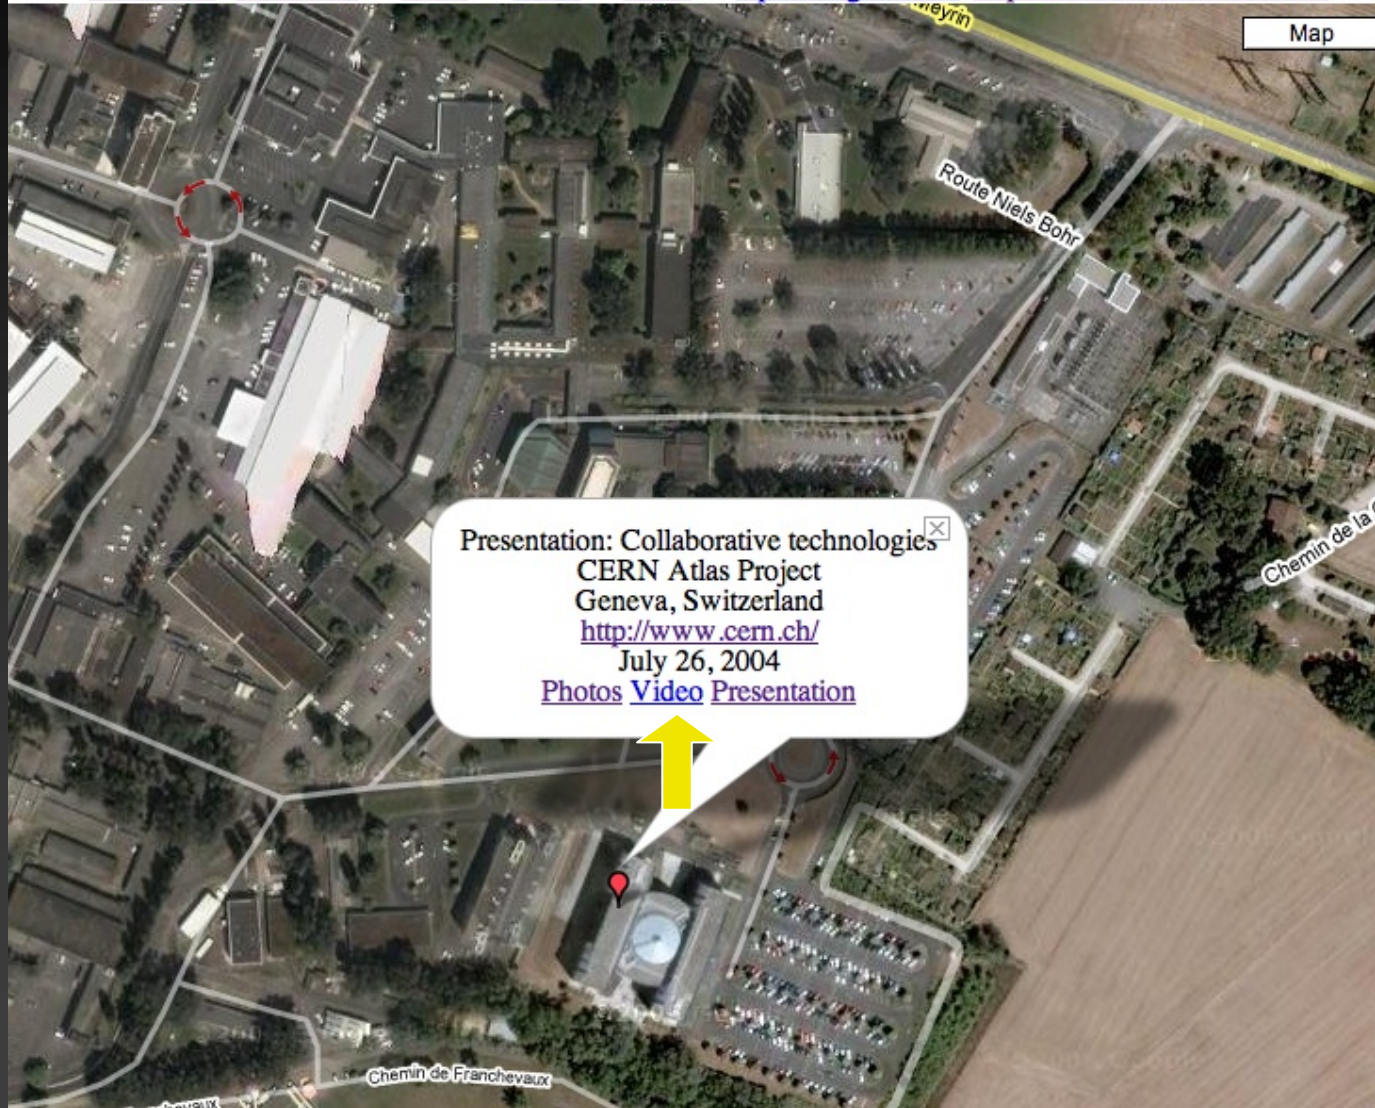 Meyrin
Map
Route Niels Bohr
Chemin de la
Presentation: Collaborative technologies
CERN Atlas Project
Geneva, Switzerland
http://www.cern.ch/
July 26, 2004
Photos Video Presentation
Chemin de Franchevaux